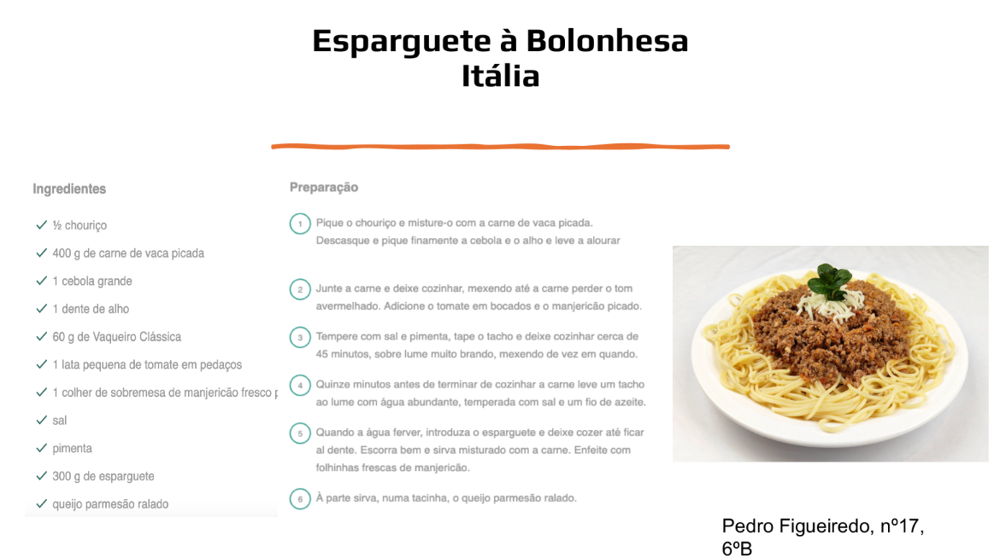 Esparguete à Bolonhesa
Itália
Ingredientes
½ chouriço
400 g de carne de vaca picada
1 cebola grande
1 dente de alho
60 g de Vaqueiro Clássica
1 lata pequena de tomate em pedaços
1 colher de sobremesa de manjericão fresco p
sal
pimenta
300 g de esparguete
queijo parmesão ralado
Preparação
1 Pique o chouriço e misture-o com a carne de vaca picada.
Descasque e pique finamente a cebola e o alho e leve a alourar
2 Junte a carne e deixe cozinhar, mexendo até a carne perder o tom
avermelhado. Adicione o tomate em bocados e o manjericão picado.
3 Tempere com sal e pimenta, tape o tacho e deixe cozinhar cerca de
45 minutos, sobre lume muito brando, mexendo de vez em quando.
4 Quinze minutos antes de terminar de cozinhar a carne leve um tacho
ao lume com água abundante, temperada com sal e um fio de azeite.
5 Quando a água ferver, introduza o esparguete e deixe cozer até ficar
al dente. Escorra bem e sirva misturado com a carne. Enfeite com
folhinhas frescas de manjericão.
6 À parte sirva, numa tacinha, o queijo parmesão ralado.
Pedro Figueiredo, nº17,
6ºB